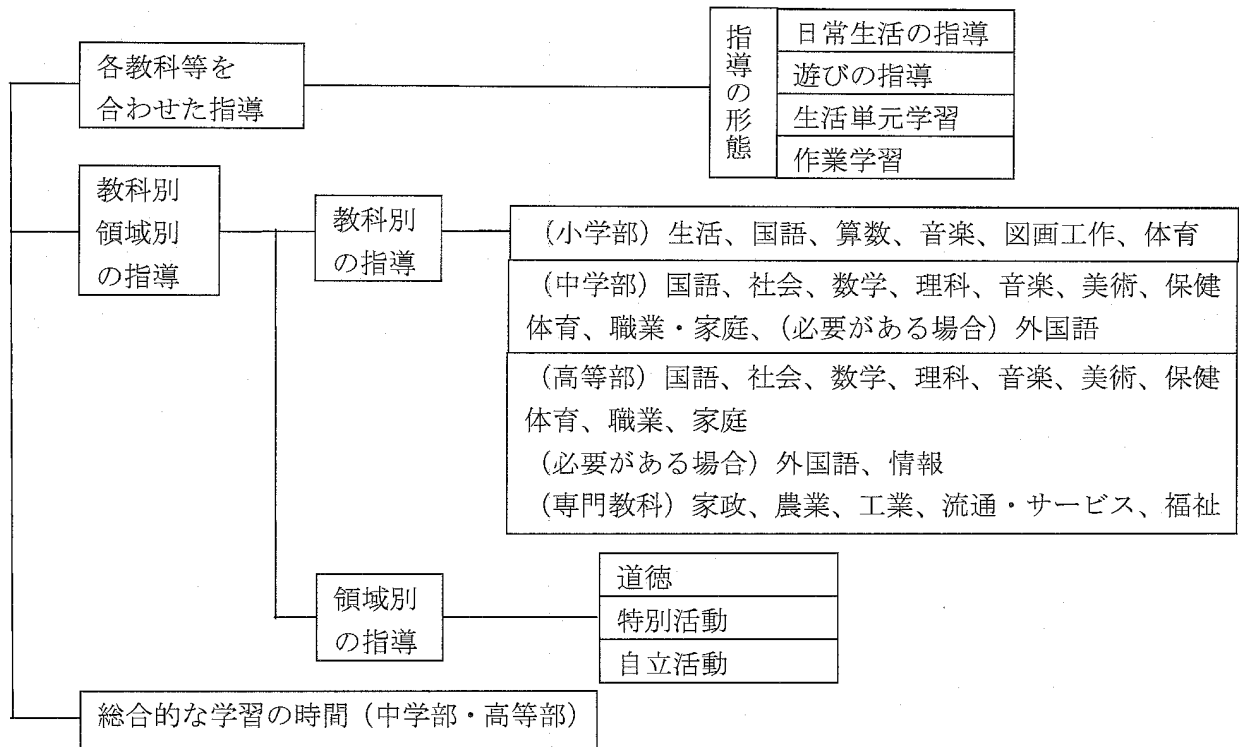 各教科等を
合わせた指導
指導の形態
日常生活の指導
遊びの指導
生活単元学習
作業学習
教科別
領域別
の指導
教科別
の指導
(小学部)生活、国語、算数、音楽、図画工作、体育
(中学部)国語、社会、数学、理科、音楽、美術、保健
体育、職業・家庭、(必要がある場合)外国語
(高等部)国語、社会、数学、理科、音楽、美術、保健
体育、職業、家庭
(必要がある場合)外国語、情報
(専門教科)家政、農業、工業、流通・サービス、福祉
領域別
の指導
道徳
特別活動
自立活動
総合的な学習の時間(中学部・高等部)